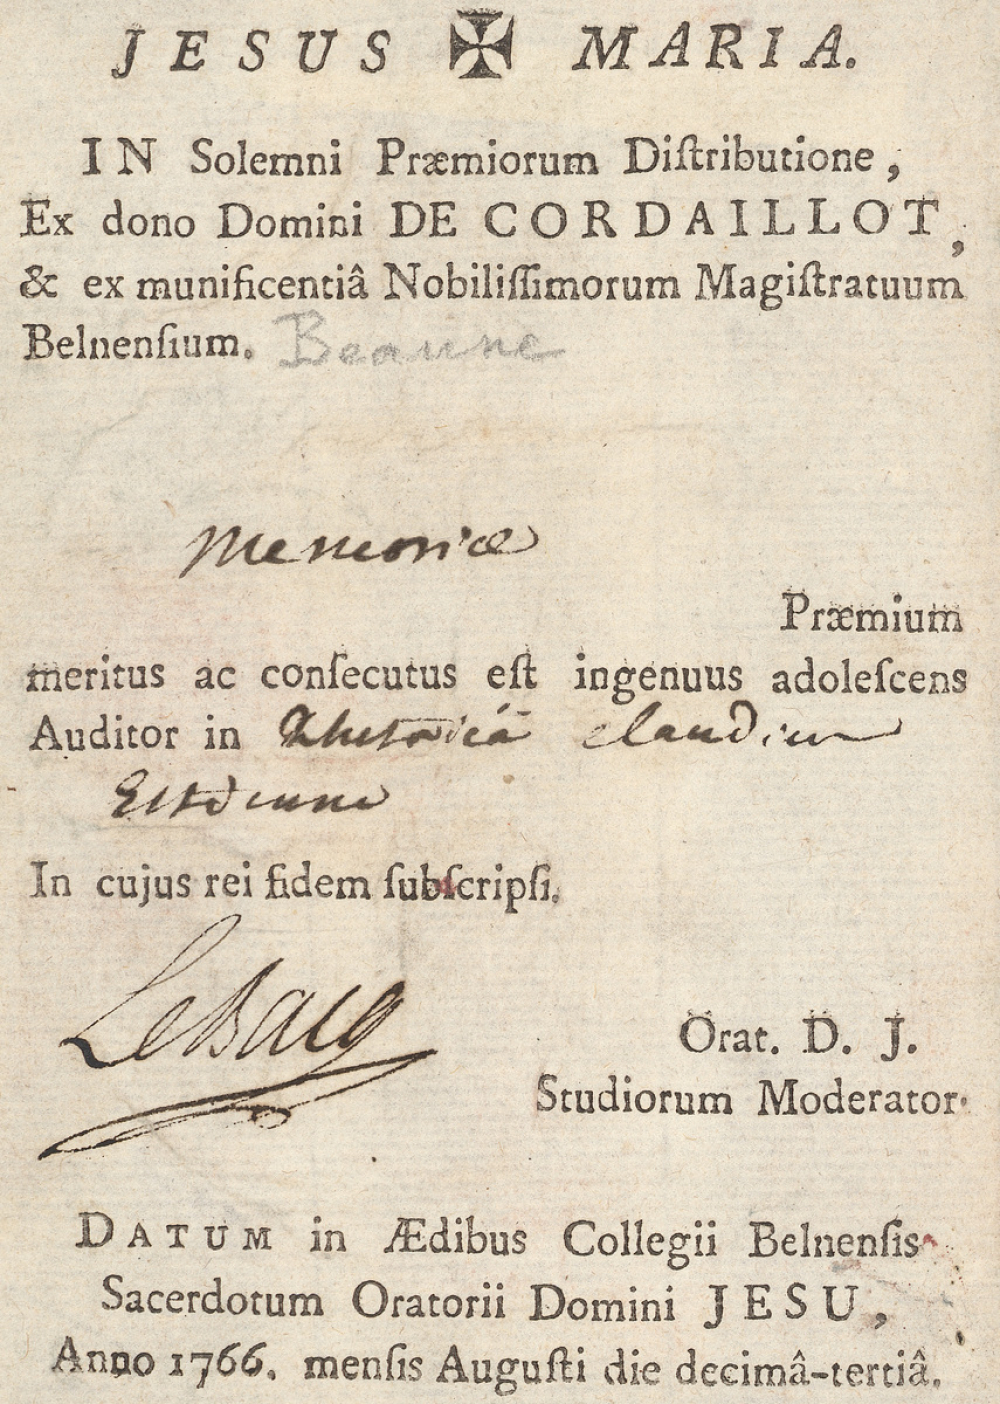 JESUS ✠ MARIA.
IN Solemni Præmiorum Diſtributione,
Ex dono Domini DE CORDAILLOT,
& ex munificentiâ Nobiliſſimorum Magiſtratuum
Belnenſium. Beaune
Memoriæ
Præmium
meritus ac conſecutus eſt ingenuus adoleſcens
Auditor in Rhetoricâ claudius
Estienne
In cujus rei fidem ſubſcripſi.
LeBacq
Orat. D. J.
Studiorum Moderator.
DATUM in Ædibus Collegii Belnenſis
Sacerdotum Oratorii Domini JESU,
Anno 1766. menſis Auguſti die decimâ-tertiâ.